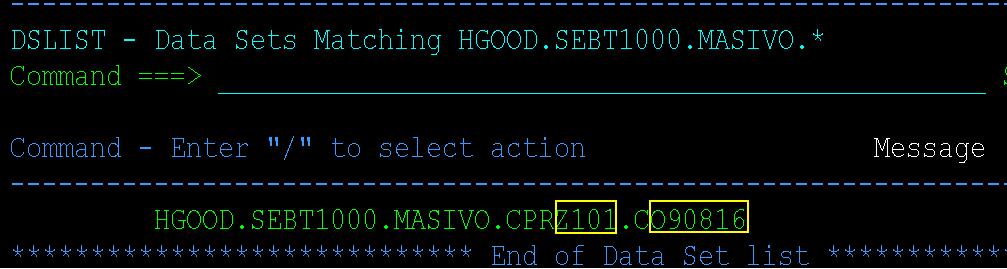 DSLIST - Data Sets Matching HGOOD.SEBT1000.MASIVO.*
Command ===>
Command - Enter "/" to select action Message
HGOOD.SEBT1000.MASIVO.CPRZ101.CO90816
******************************* End of Data Set list ************